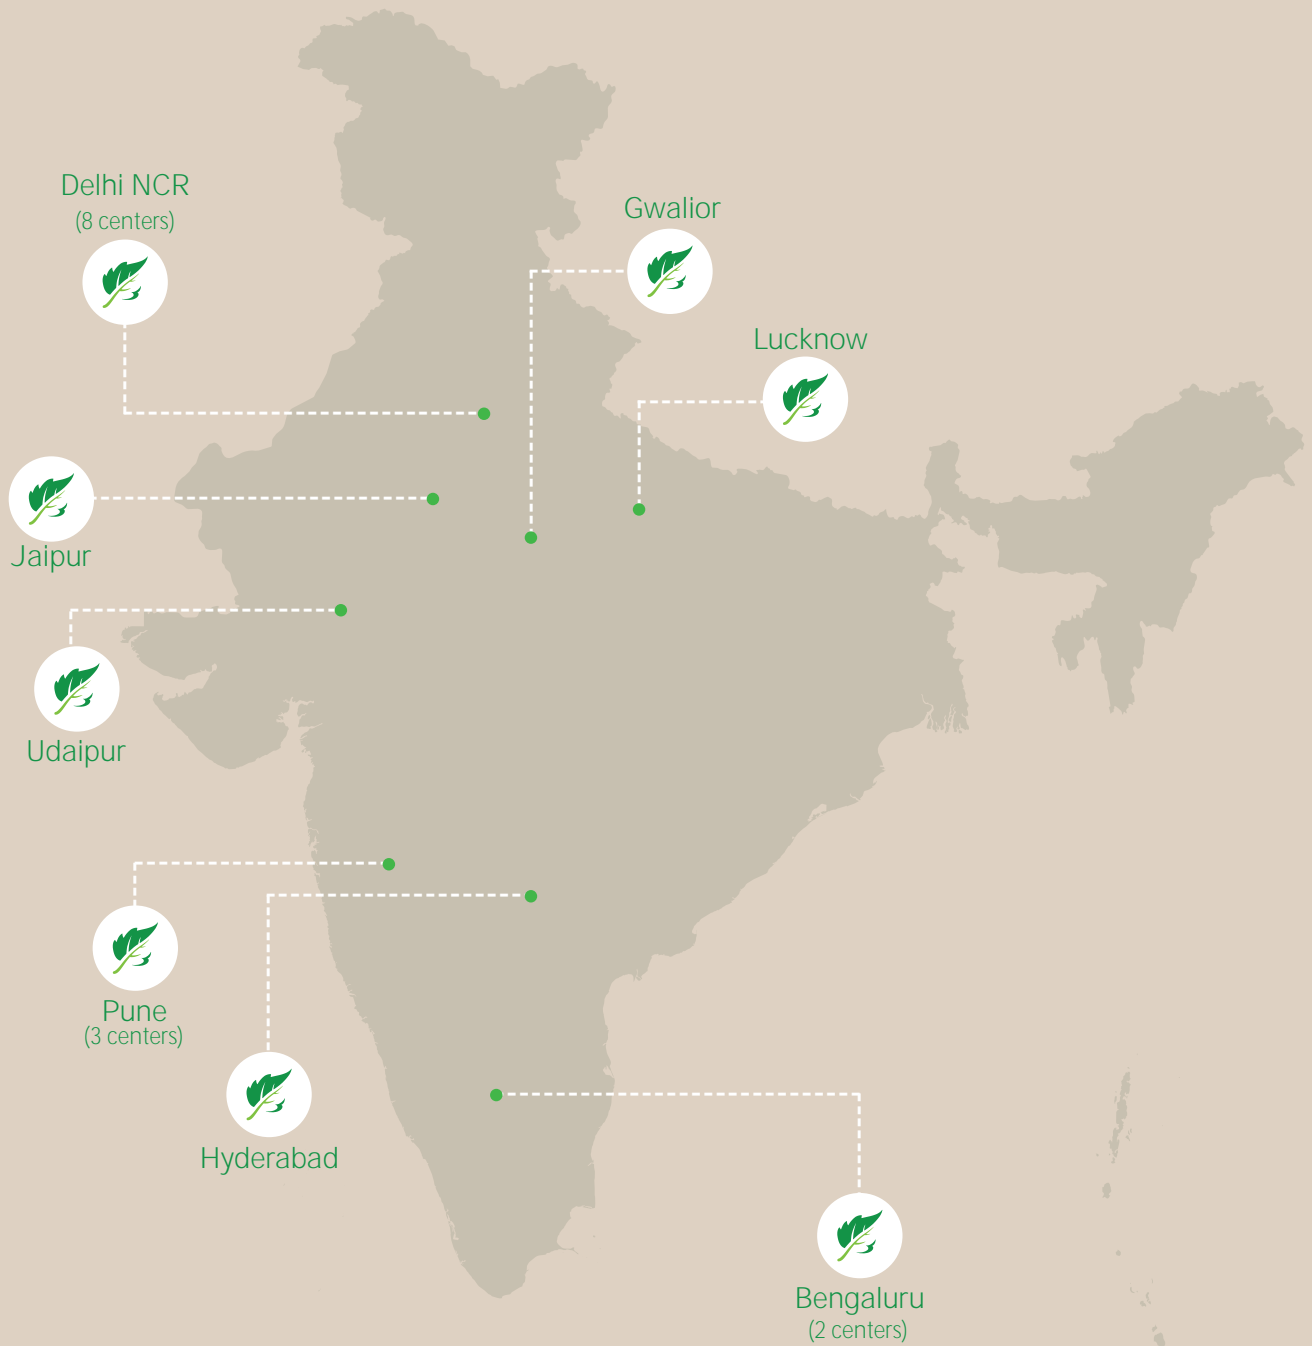 Delhi NCR
(8 centers)
Gwalior
Lucknow
Jaipur
Udaipur
Pune
(3 centers)
Hyderabad
Bengaluru
(2 centers)